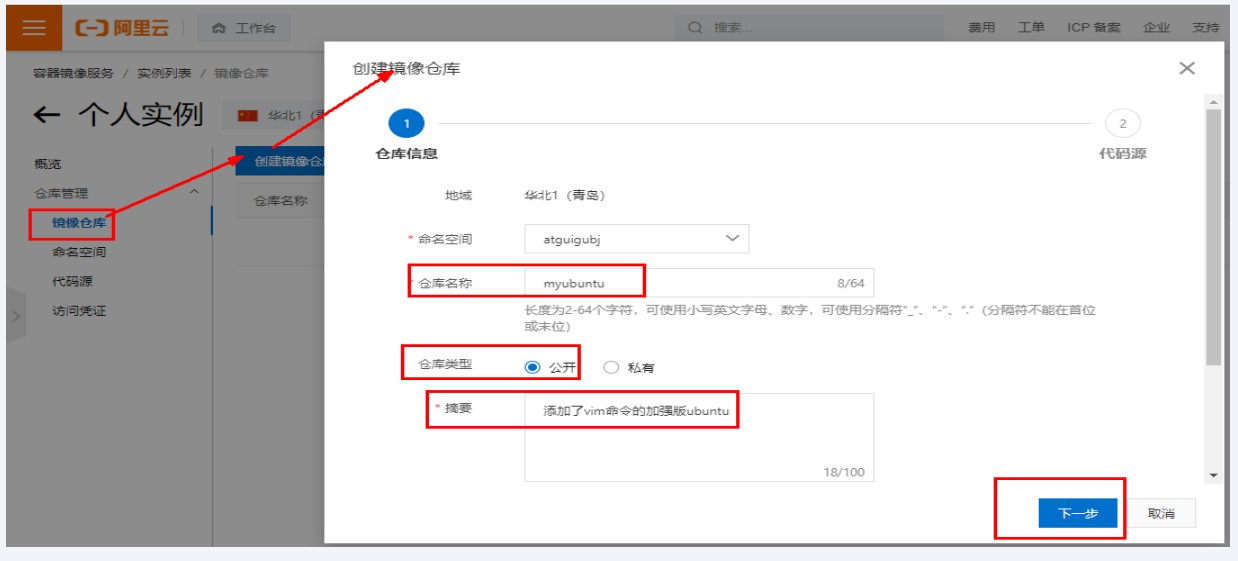 阿里云
工作台
搜索...
费用 工单 ICP 备案 企业 支持
容器镜像服务 / 实例列表 / 镜像仓库
个人实例
华北1
概览
仓库管理
镜像仓库
命名空间
代码源
访问凭证
创建镜像仓
仓库名称
创建镜像仓库
1
仓库信息
2
代码源
地域 华北1(青岛)
* 命名空间 atguigubj
* 仓库名称 myubuntu 8/64
长度为2-64个字符,可使用小写英文字母、数字,可使用分隔符"_"、"-"、"."(分隔符不能在首位
或末位)
仓库类型 公开 私有
* 摘要 添加了vim命令的加强版ubuntu
18/100
下一步 取消